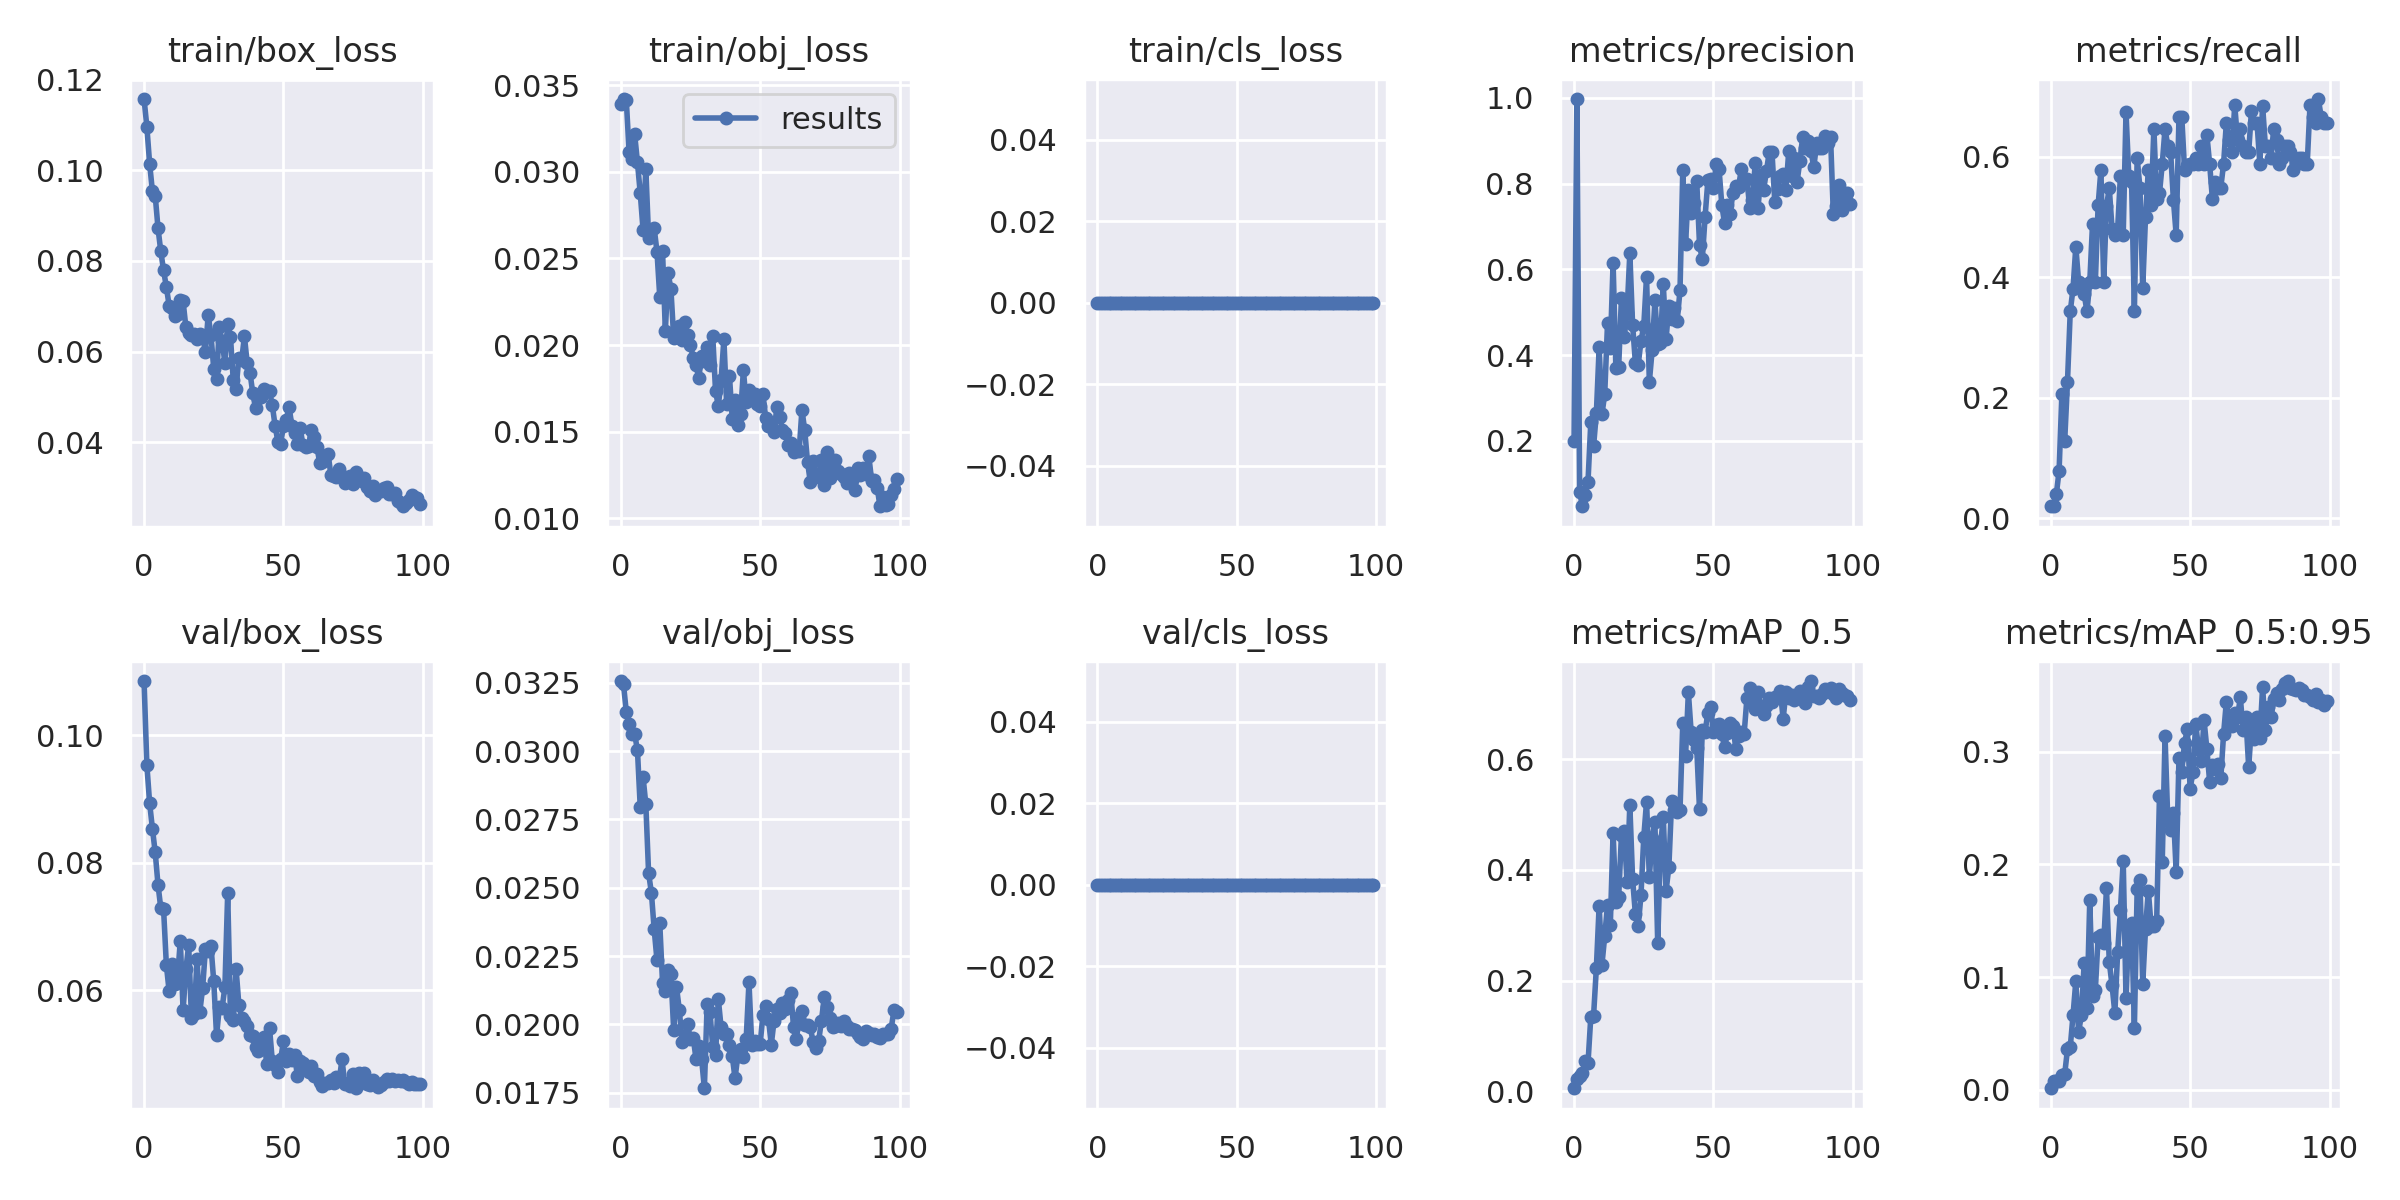 train/box_loss
0.12
0.10
0.08
0.06
0.04
0 50 100
train/obj_loss
results
0.035
0.030
0.025
0.020
0.015
0.010
0 50 100
train/cls_loss
0.04
0.02
0.00
−0.02
−0.04
0 50 100
metrics/precision
1.0
0.8
0.6
0.4
0.2
0 50 100
metrics/recall
0.6
0.4
0.2
0.0
0 50 100
val/box_loss
0.10
0.08
0.06
0 50 100
val/obj_loss
0.0325
0.0300
0.0275
0.0250
0.0225
0.0200
0.0175
0 50 100
val/cls_loss
0.04
0.02
0.00
−0.02
−0.04
0 50 100
metrics/mAP_0.5
0.6
0.4
0.2
0.0
0 50 100
metrics/mAP_0.5:0.95
0.3
0.2
0.1
0.0
0 50 100